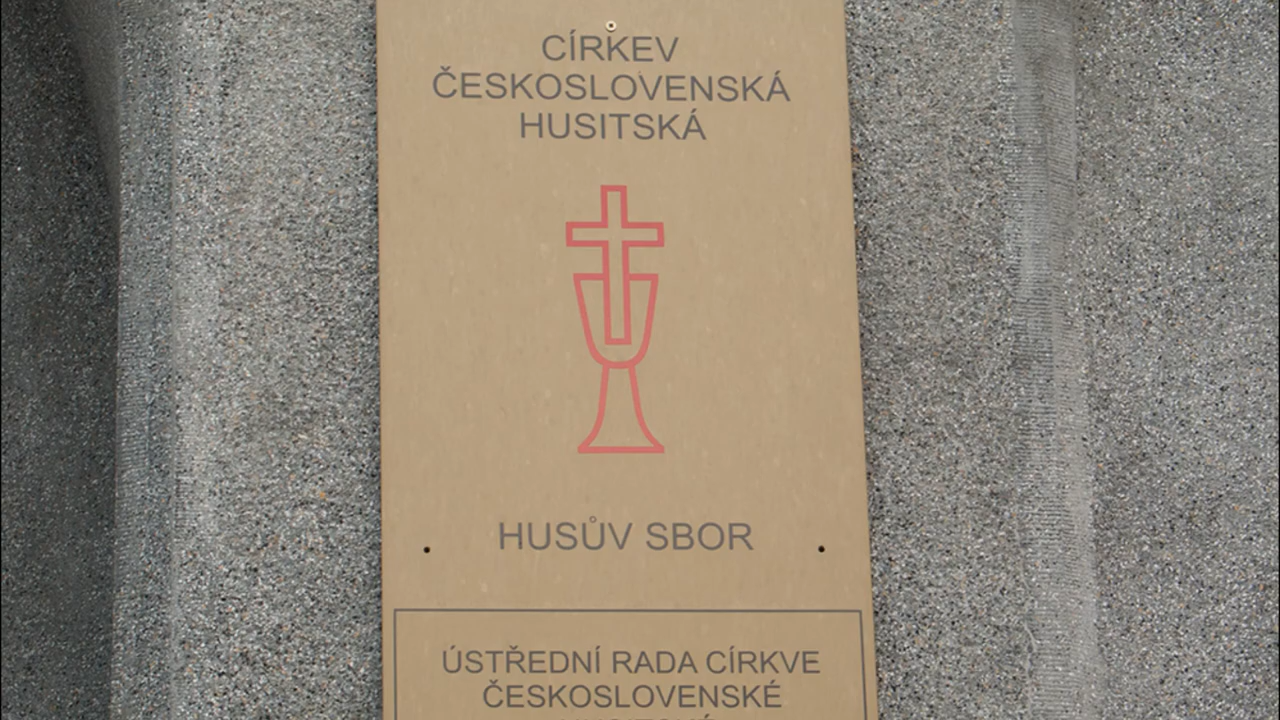 CÍRKEV
ČESKOSLOVENSKÁ
HUSITSKÁ
HUSŮV SBOR
ÚSTŘEDNÍ RADA CÍRKVE
ČESKOSLOVENSKÉ